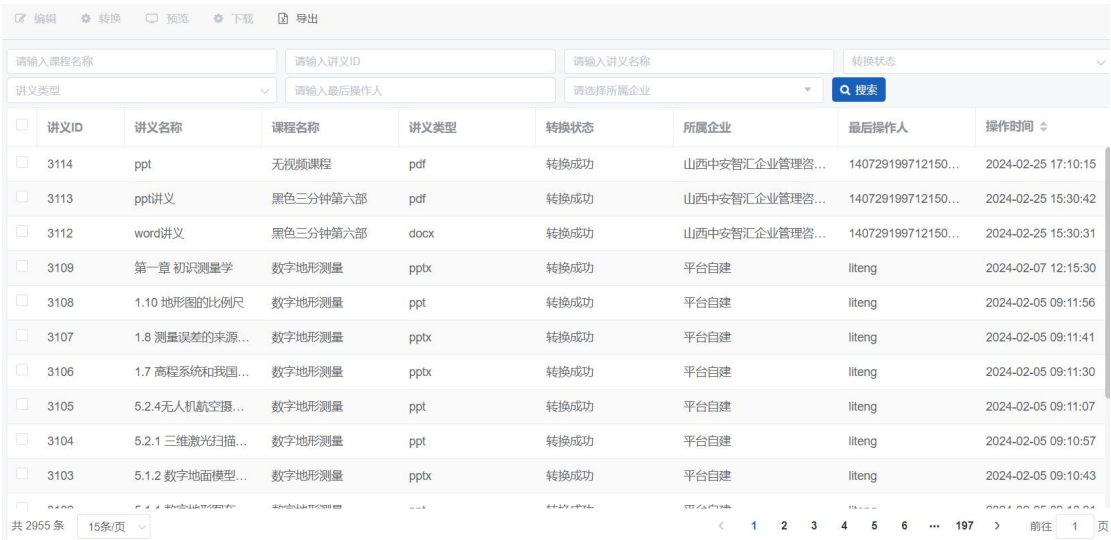 编辑 转换 预览 下载 导出
请输入课程名称 请输入讲义ID 请输入讲义名称 转换状态
讲义类型 请输入最后操作人 请选择所属企业 搜索
讲义ID 讲义名称 课程名称 讲义类型 转换状态 所属企业 最后操作人 操作时间
3114 ppt 无视频课程 pdf 转换成功 山西中安智汇企业管理咨... 140729199712150... 2024-02-25 17:10:15
3113 ppt讲义 黑色三分钟第六部 pdf 转换成功 山西中安智汇企业管理咨... 140729199712150... 2024-02-25 15:30:42
3112 word讲义 黑色三分钟第六部 docx 转换成功 山西中安智汇企业管理咨... 140729199712150... 2024-02-25 15:30:31
3109 第一章 初识测量学 数字地形测量 pptx 转换成功 平台自建 liteng 2024-02-07 12:15:30
3108 1.10 地形图的比例尺 数字地形测量 ppt 转换成功 平台自建 liteng 2024-02-05 09:11:56
3107 1.8 测量误差的来源... 数字地形测量 pptx 转换成功 平台自建 liteng 2024-02-05 09:11:41
3106 1.7 高程系统和我国... 数字地形测量 pptx 转换成功 平台自建 liteng 2024-02-05 09:11:30
3105 5.2.4无人机航空摄... 数字地形测量 ppt 转换成功 平台自建 liteng 2024-02-05 09:11:07
3104 5.2.1 三维激光扫描... 数字地形测量 ppt 转换成功 平台自建 liteng 2024-02-05 09:10:57
3103 5.1.2 数字地面模型... 数字地形测量 pptx 转换成功 平台自建 liteng 2024-02-05 09:10:43
共 2955 条 15条/页 1 2 3 4 5 6 ... 197 前往 1 页